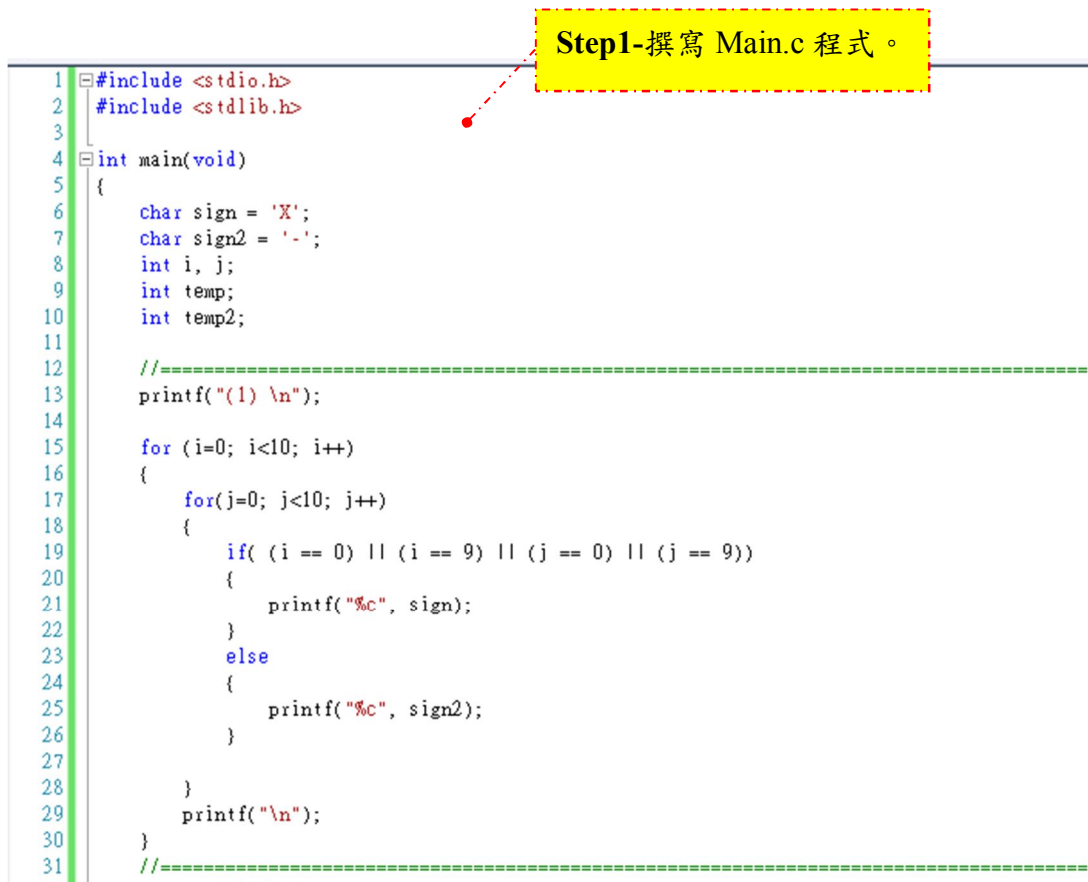 Step1-撰寫 Main.c 程式。
1 #include <stdio.h>
2 #include <stdlib.h>
3
4 int main(void)
5 {
6     char sign = 'X';
7     char sign2 = '-';
8     int i, j;
9     int temp;
10     int temp2;
11
12     //======================================================================================
13     printf("(1) \n");
14
15     for (i=0; i<10; i++)
16     {
17         for(j=0; j<10; j++)
18         {
19             if( (i == 0) || (i == 9) || (j == 0) || (j == 9))
20             {
21                 printf("%c", sign);
22             }
23             else
24             {
25                 printf("%c", sign2);
26             }
27
28         }
29         printf("\n");
30     }
31     //======================================================================================